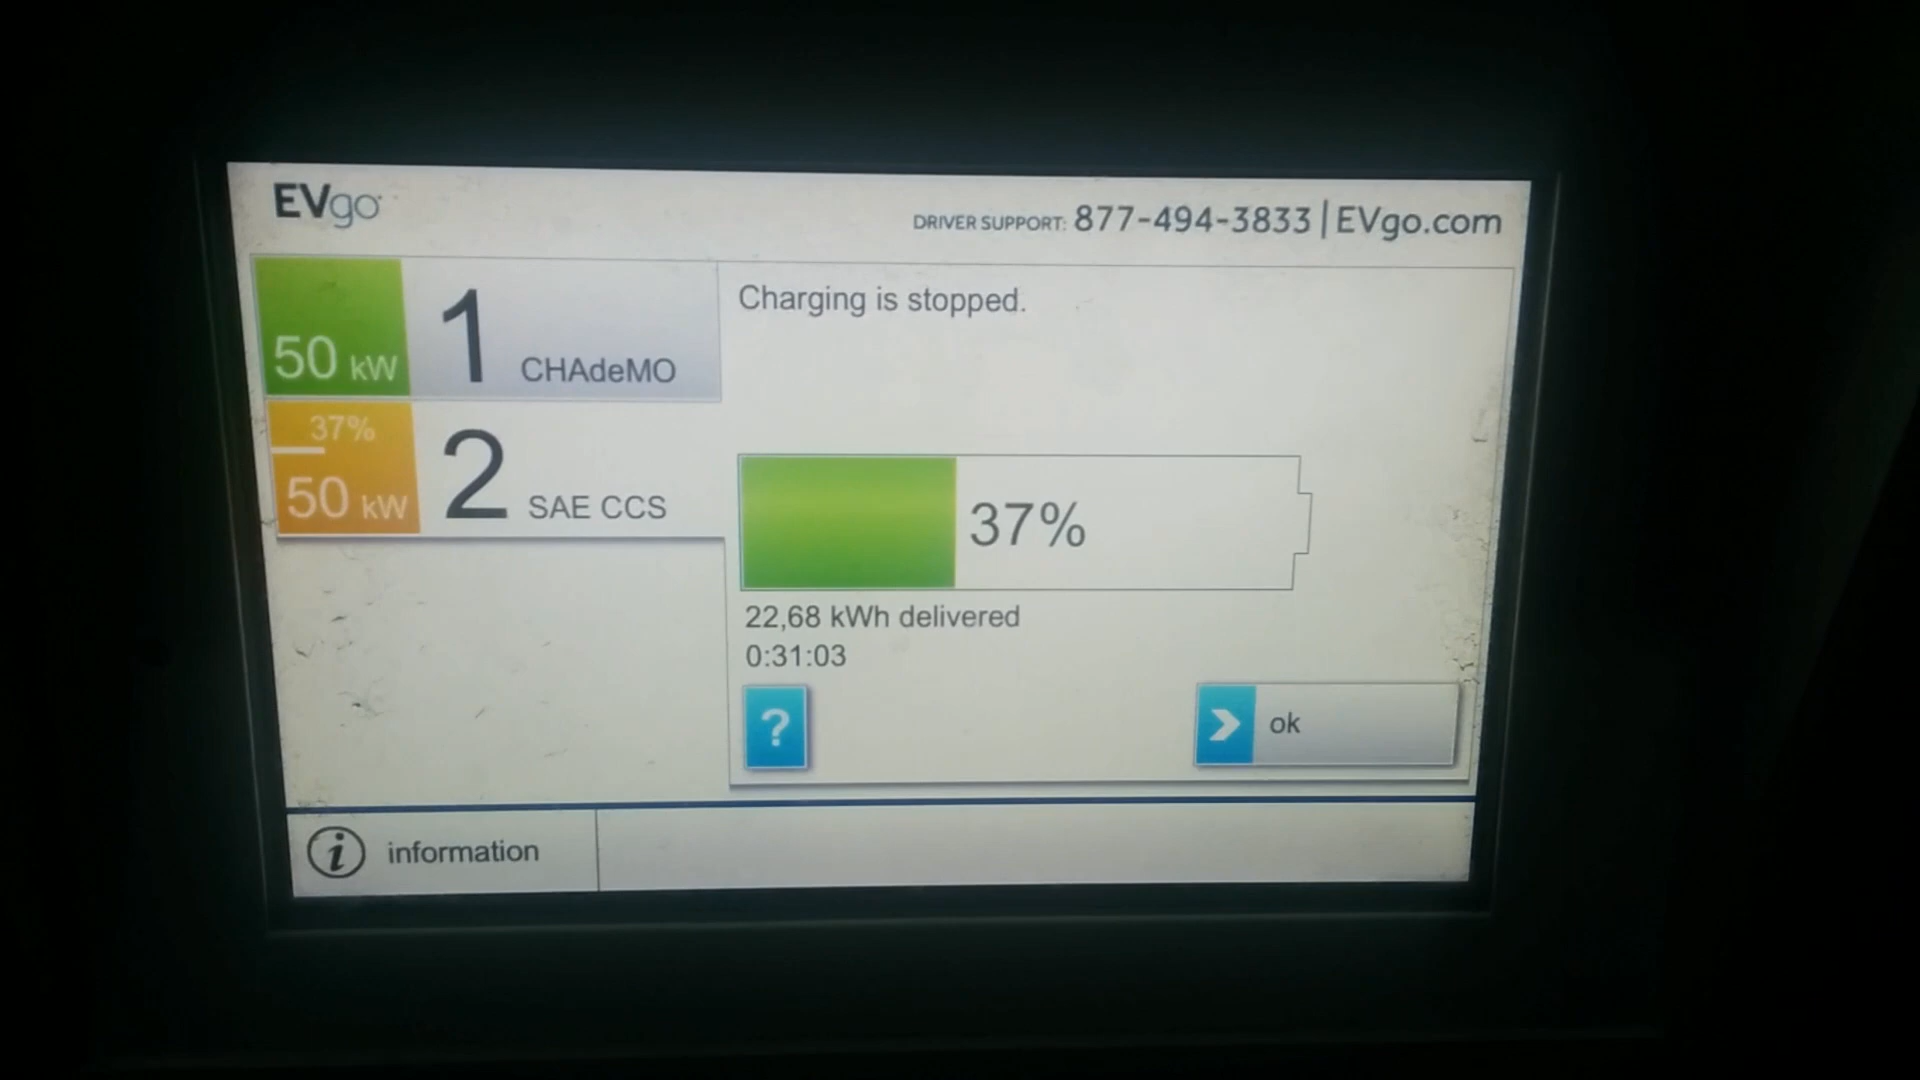 EVgo
DRIVER SUPPORT: 877-494-3833 | EVgo.com
50 kW 1 CHAdeMO
37%
50 kW 2 SAE CCS
Charging is stopped.
37%
22,68 kWh delivered
0:31:03
?
ok
i information